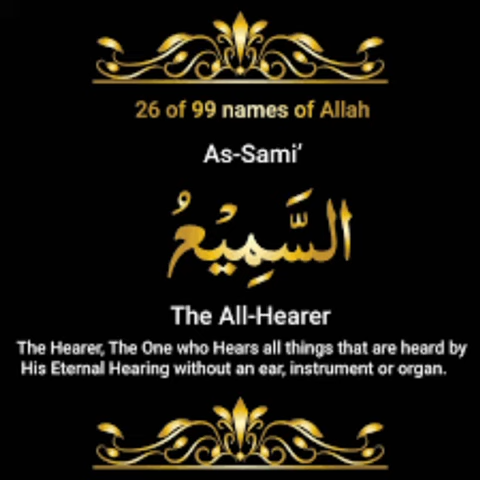 26 of 99 names of Allah
As-Sami’
السَّمِيْعُ
The All-Hearer
The Hearer, The One who Hears all things that are heard by
His Eternal Hearing without an ear, instrument or organ.